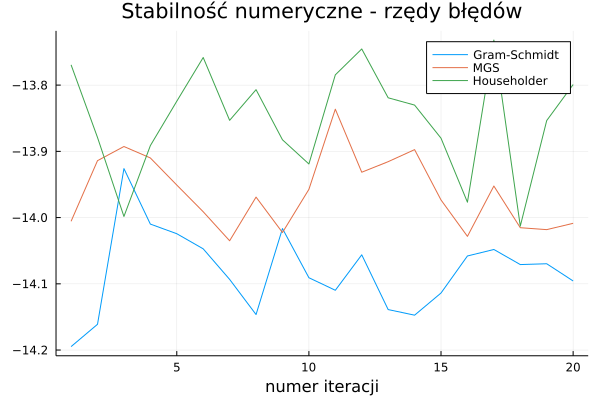 Stabilność numeryczne - rzędy błędów
Gram-Schmidt
MGS
Householder
−13.8
−13.9
−14.0
−14.1
−14.2
5
10
15
20
numer iteracji